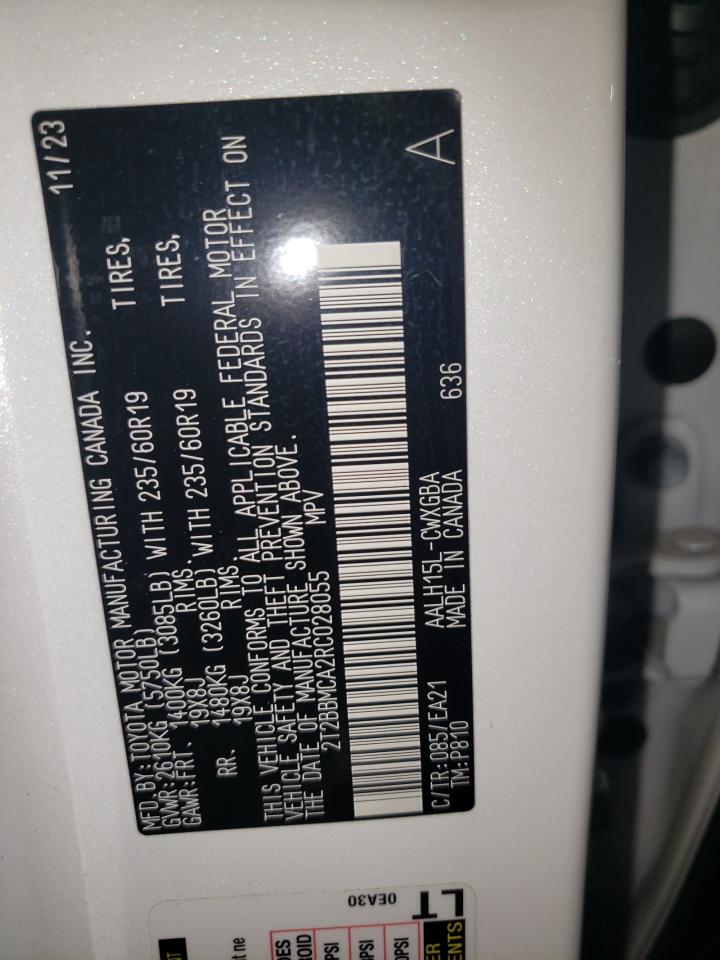 MFD. BY: TOYOTA MOTOR MANUFACTURING CANADA INC. 11/23
GVWR: 2610KG (5750LB)
GAWR: FRT. 1400KG (3085LB) WITH 235/60R19 TIRES,
19X8J RIMS.
RR. 1480KG (3260LB) WITH 235/60R19 TIRES,
19X8J RIMS.
THIS VEHICLE CONFORMS TO ALL APPLICABLE FEDERAL MOTOR
VEHICLE SAFETY AND THEFT PREVENTION STANDARDS IN EFFECT ON
THE DATE OF MANUFACTURE SHOWN ABOVE.
2T2BBMCA2RC028055 MPV
A
C/TR: 085/EA21 AALH15L-CWXGBA 636
TM: P810 MADE IN CANADA
0EA30
LT